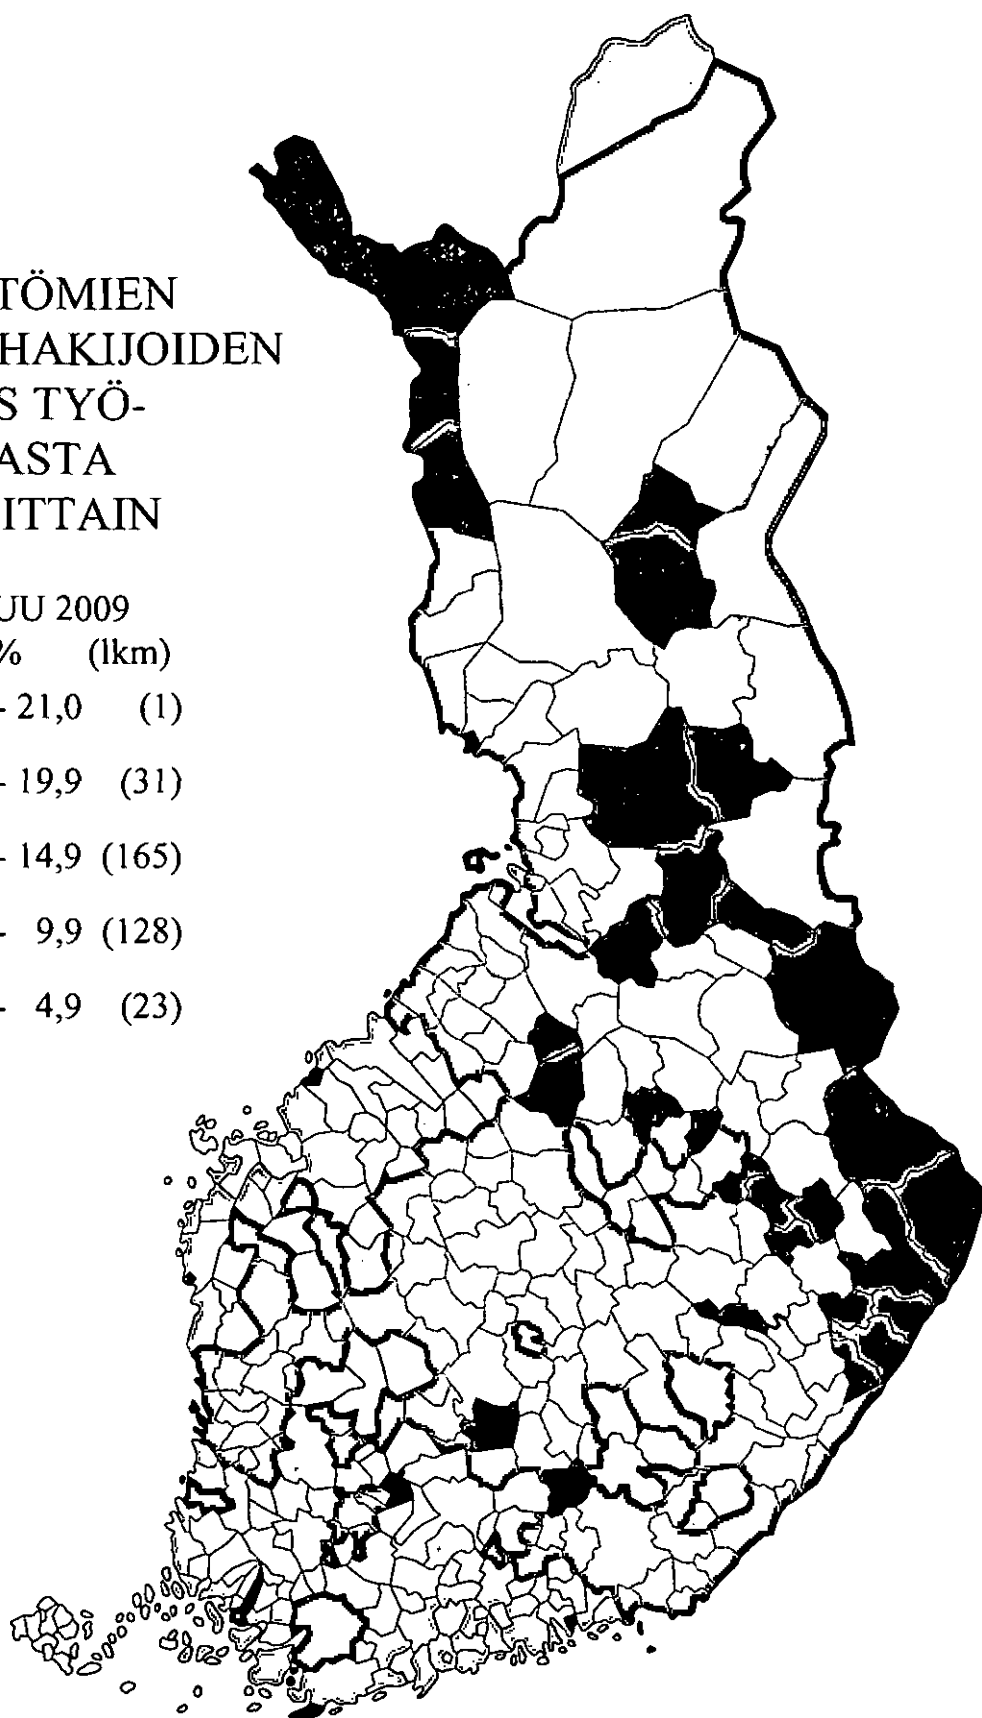 TÖMIEN
HAKIJOIDEN
S TYÖ-
ASTA
ITTAIN
UU 2009
% (lkm)
- 21,0 (1)
- 19,9 (31)
- 14,9 (165)
- 9,9 (128)
- 4,9 (23)